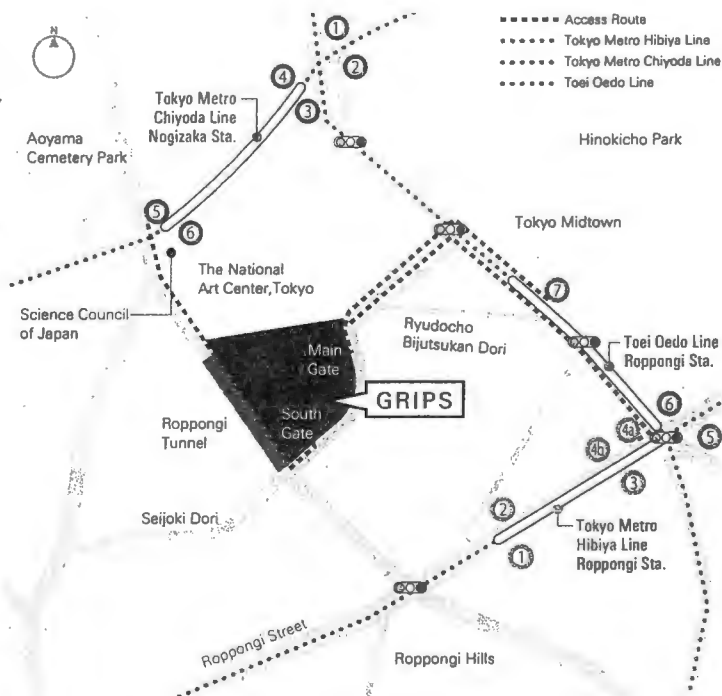 N
Access Route
Tokyo Metro Hibiya Line
Tokyo Metro Chiyoda Line
Toei Oedo Line
1
2
4
3
Tokyo Metro
Chiyoda Line
Nogizaka Sta.
Aoyama
Cemetery Park
Hinokicho Park
5
6
Tokyo Midtown
The National
Art Center,Tokyo
7
Science Council
of Japan
Ryudocho
Bijutsukan Dori
Toei Oedo Line
Roppongi Sta.
Main
Gate
GRIPS
South
Gate
Roppongi
Tunnel
6
4a
5
4b
3
2
1
Seijoki Dori
Tokyo Metro
Hibiya Line
Roppongi Sta.
Roppongi Street
Roppongi Hills